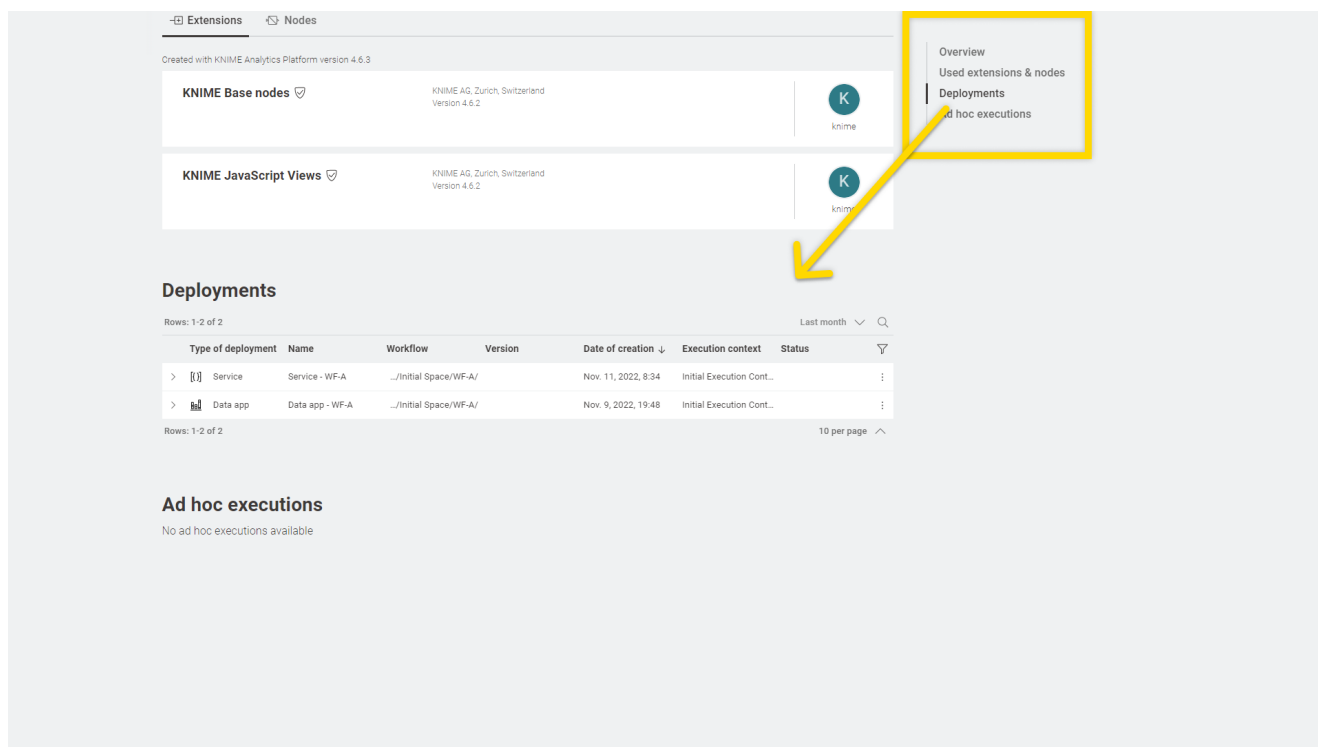 Extensions Nodes
Created with KNIME Analytics Platform version 4.6.3
KNIME Base nodes
KNIME AG, Zurich, Switzerland
Version 4.6.2
K
knime
KNIME JavaScript Views
KNIME AG, Zurich, Switzerland
Version 4.6.2
K
knime
Overview
Used extensions & nodes
Deployments
Ad hoc executions
Deployments
Rows: 1-2 of 2 Last month
Type of deployment Name Workflow Version Date of creation ↓ Execution context Status
Service Service - WF-A .../Initial Space/WF-A/ Nov. 11, 2022, 8:34 Initial Execution Cont...
Data app Data app - WF-A .../Initial Space/WF-A/ Nov. 9, 2022, 19:48 Initial Execution Cont...
Rows: 1-2 of 2 10 per page
Ad hoc executions
No ad hoc executions available